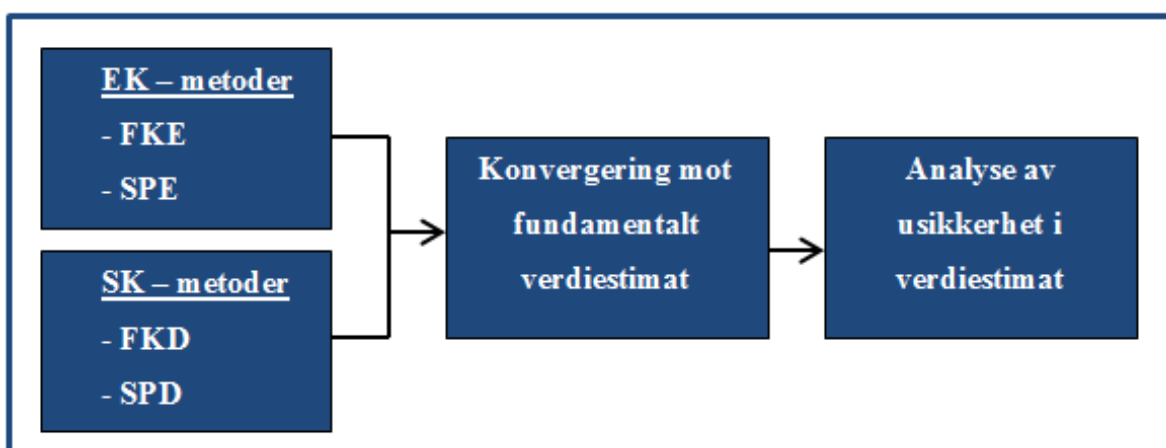 EK – metoder
- FKE
- SPE
SK – metoder
- FKD
- SPD
Konvergering mot
fundamentalt
verdiestimat
Analyse av
usikkerhet i
verdiestimat